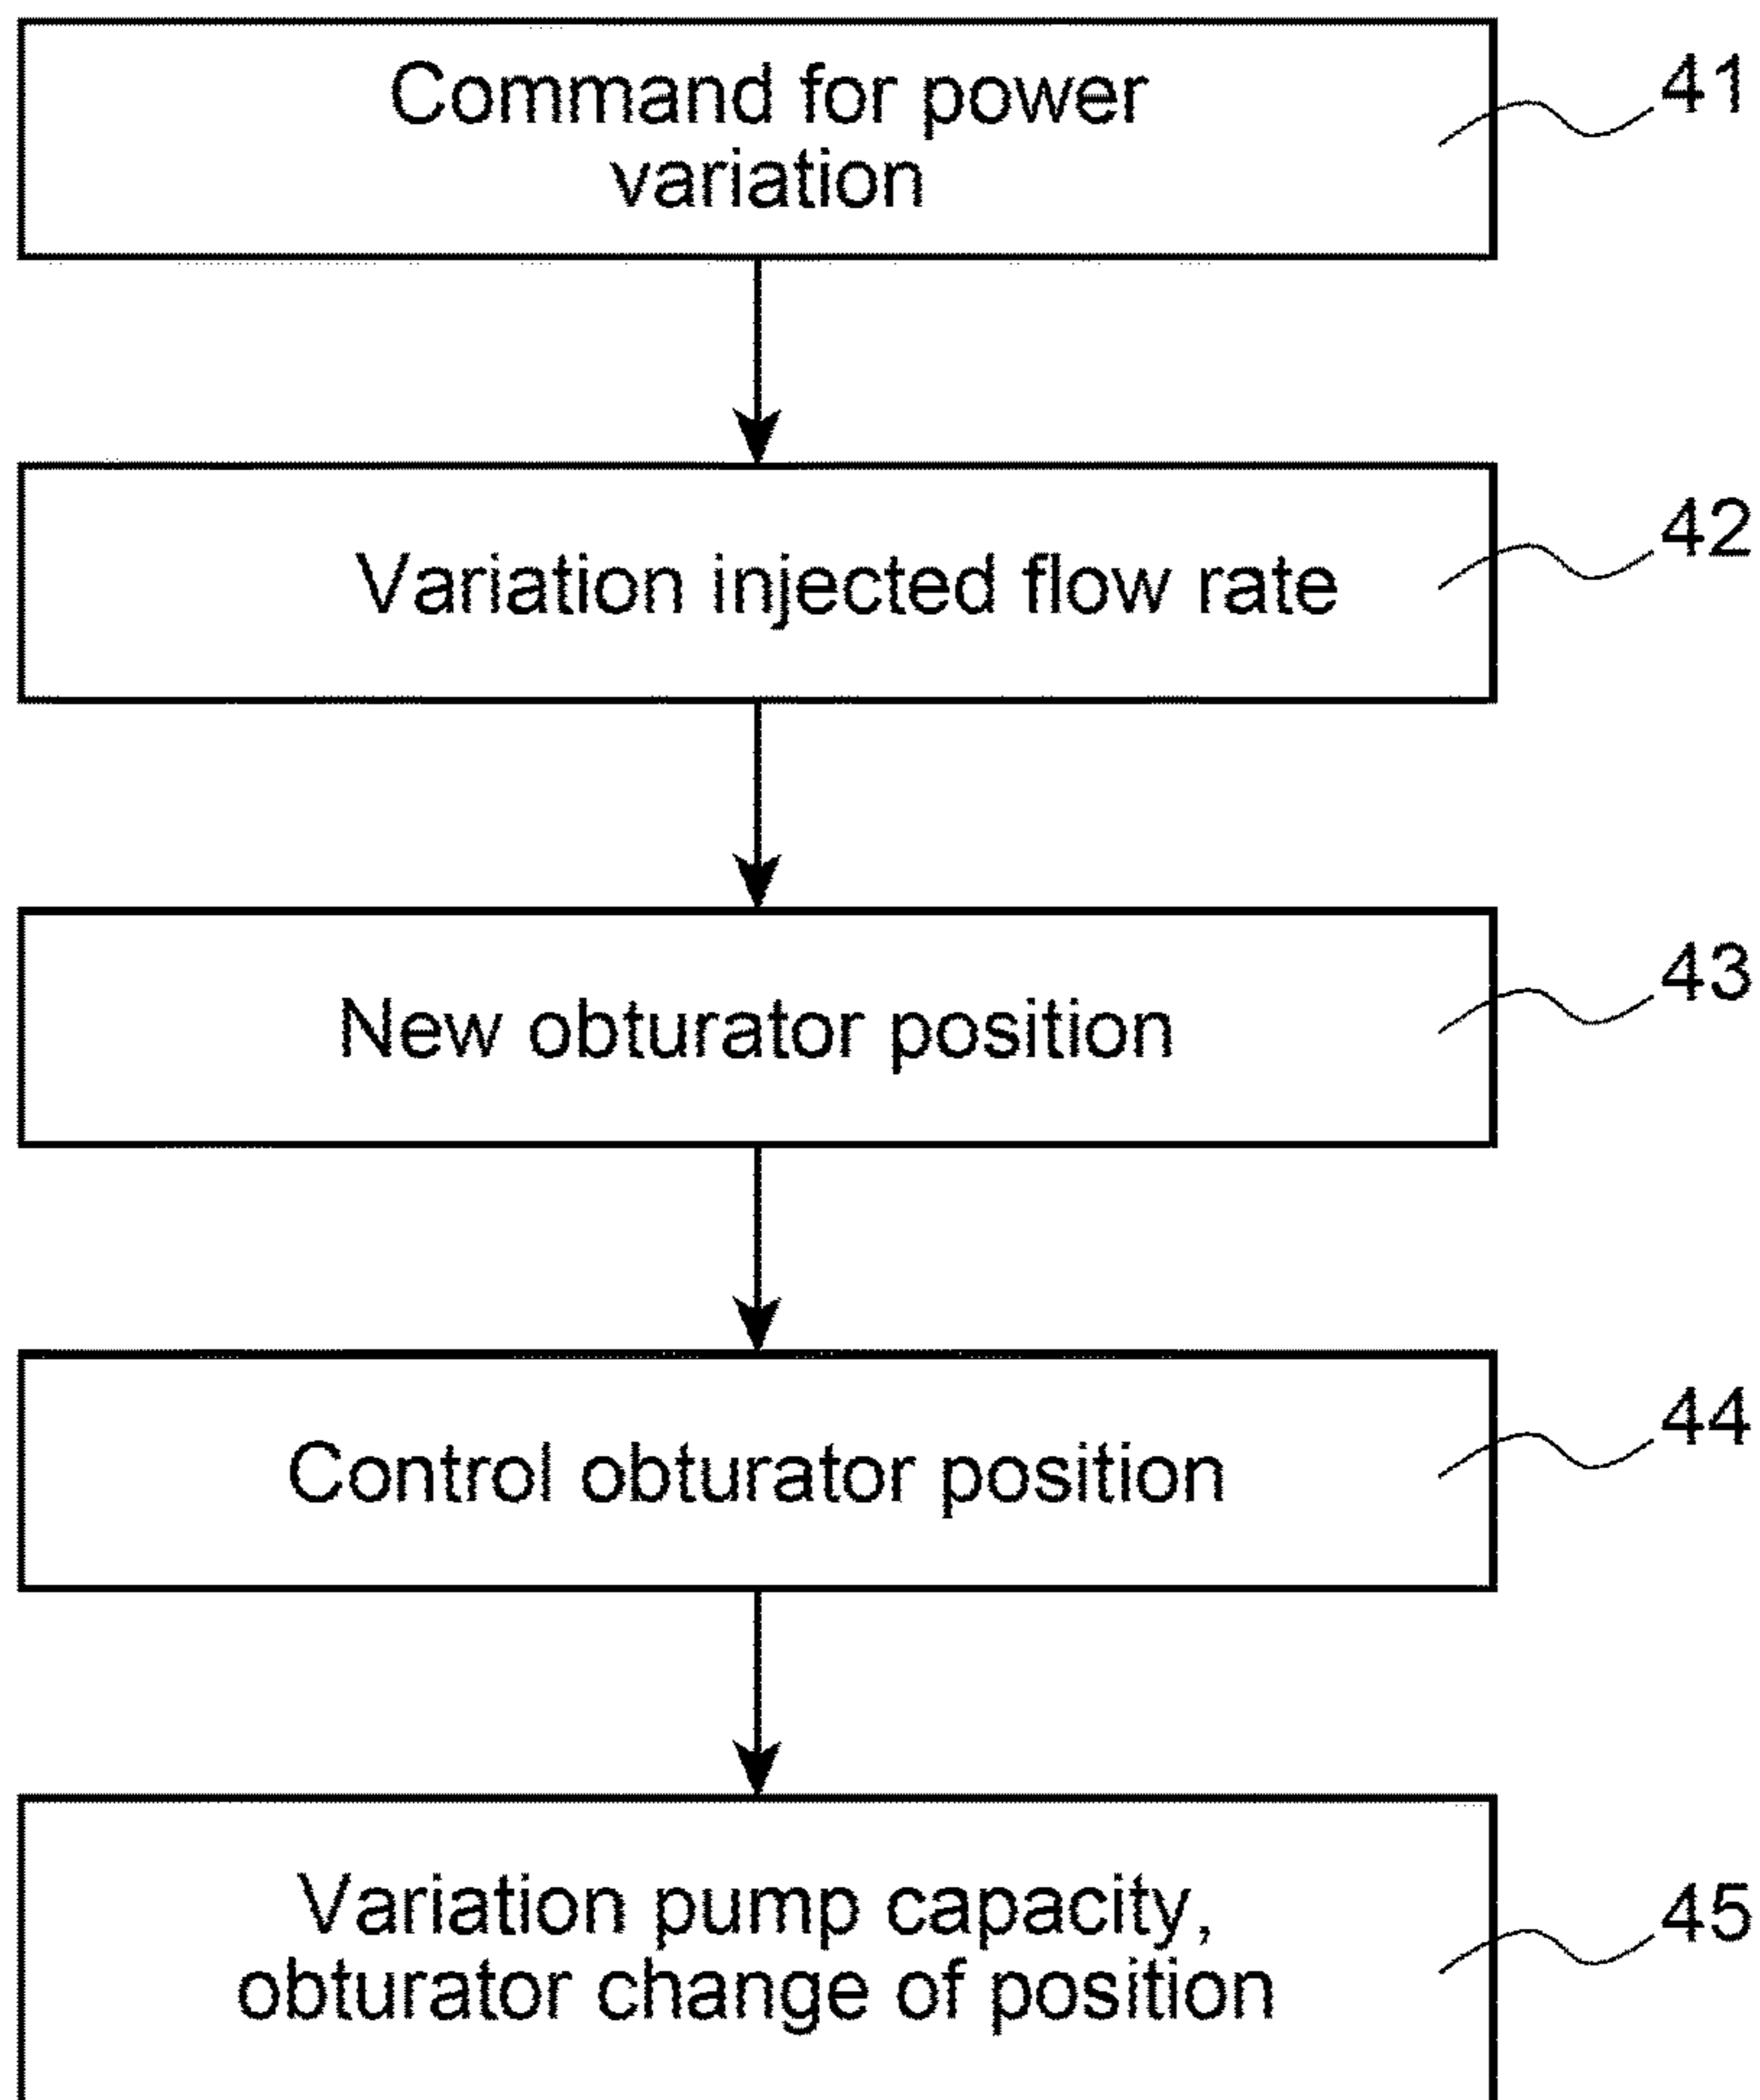 Command for power
variation
41
Variation injected flow rate
42
New obturator position
43
Control obturator position
44
Variation pump capacity,
obturator change of position
45